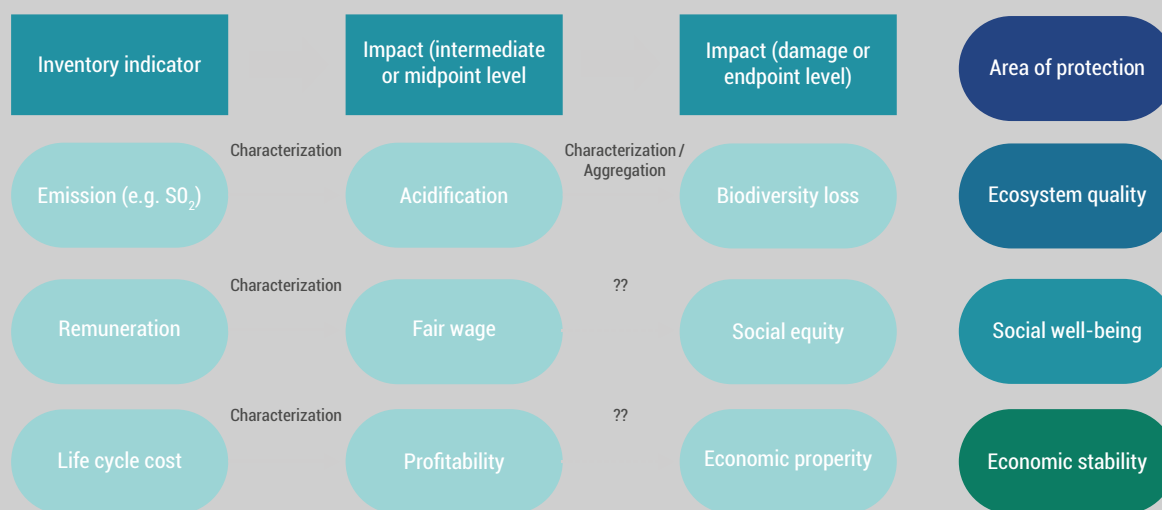 Inventory indicator
Impact (intermediate
or midpoint level
Impact (damage or
endpoint level)
Area of protection
Characterization
Characterization /
Aggregation
Emission (e.g. SO₂)
Acidification
Biodiversity loss
Ecosystem quality
Characterization
??
Remuneration
Fair wage
Social equity
Social well-being
Characterization
??
Life cycle cost
Profitability
Economic properity
Economic stability